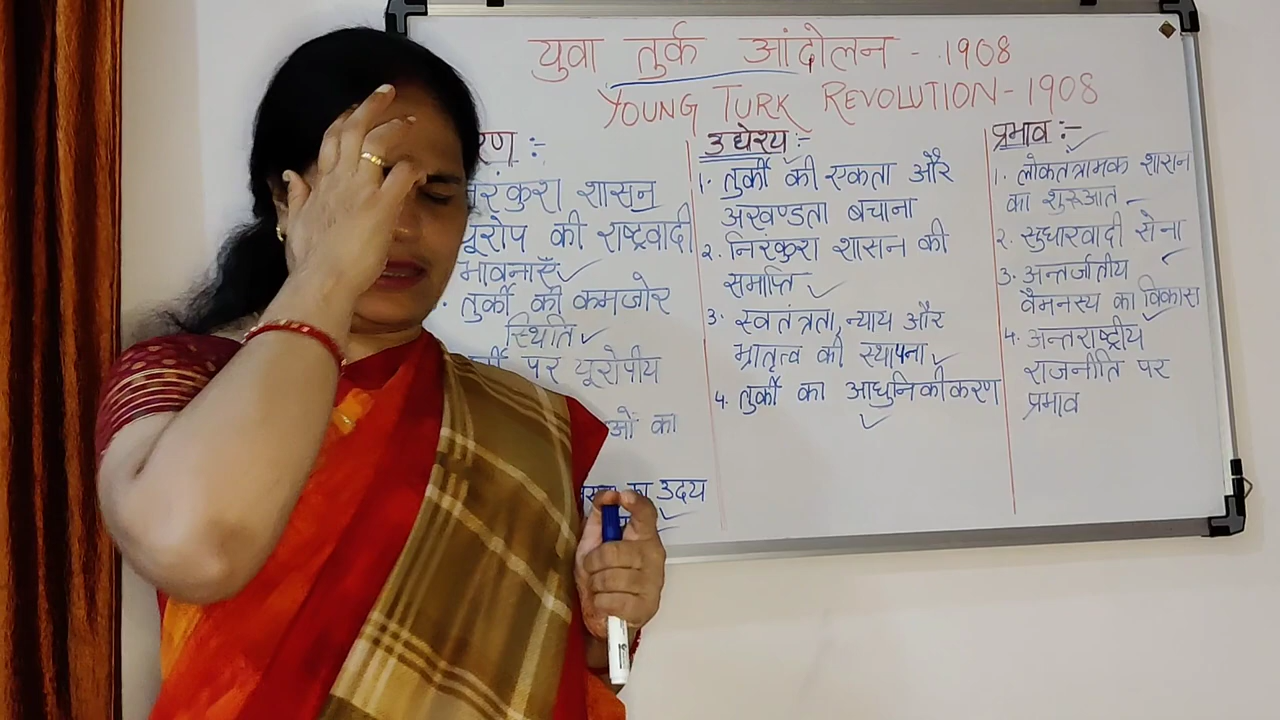 युवा तुर्क आंदोलन - 1908
YOUNG TURK REVOLUTION - 1908
शासन
यूरोप की राष्ट्रवादी
भावनाएँ
तुर्की की कमजोर
स्थिति
पर यूरोपीय
का
का उदय
उद्येश्य :-
1. तुर्की की एकता और
अखण्डता बचाना
2. निरंकुश शासन की
समाप्ति
3. स्वतंत्रता, न्याय और
भ्रातृत्व की स्थापना
4. तुर्की का आधुनिकीकरण
प्रभाव :-
1. लोकतंत्रामक शासन
का शुरूआत
2. सुधारवादी सेना
3. अन्तर्जातीय
वैमनस्य का विकास
4. अन्तराष्ट्रीय
राजनीति पर
प्रभाव